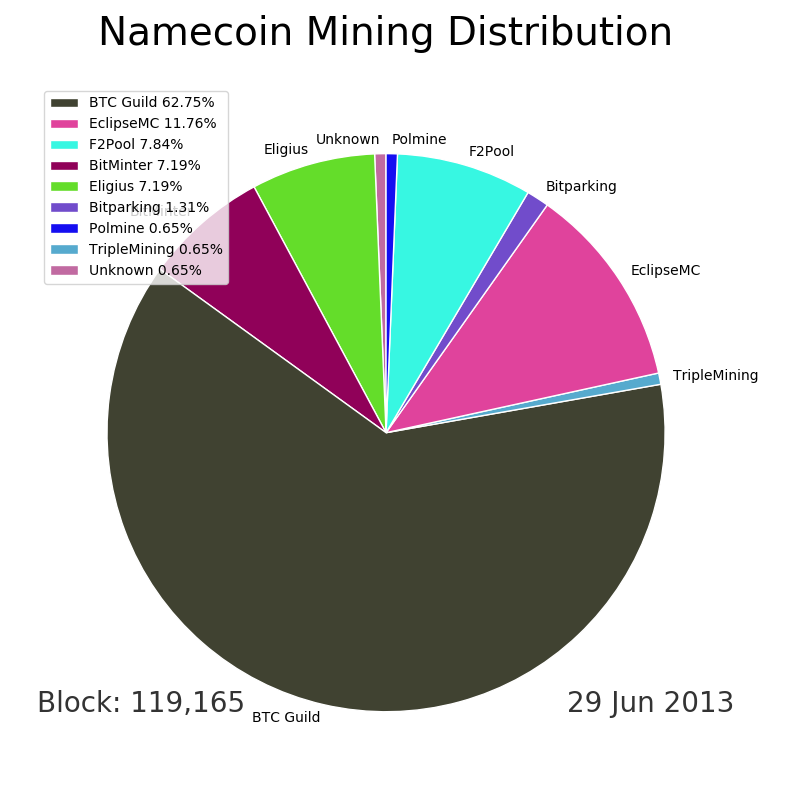 Namecoin Mining Distribution
BTC Guild 62.75%
EclipseMC 11.76%
F2Pool 7.84%
BitMinter 7.19%
Eligius 7.19%
Bitparking 1.31%
Polmine 0.65%
TripleMining 0.65%
Unknown 0.65%
BitMinter
Eligius
Unknown
Polmine
F2Pool
Bitparking
EclipseMC
TripleMining
BTC Guild
Block: 119,165
29 Jun 2013